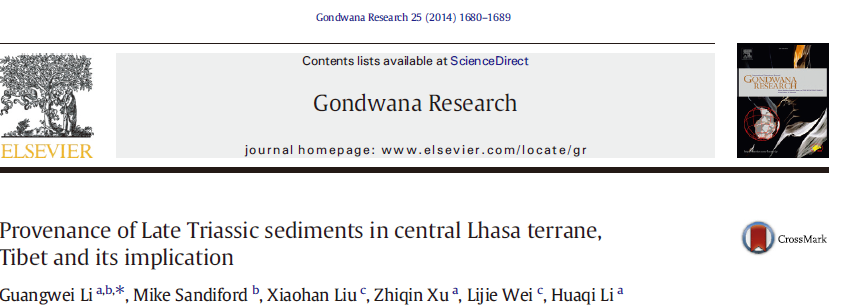 Gondwana Research 25 (2014) 1680–1689
Contents lists available at ScienceDirect
Gondwana Research
journal homepage: www.elsevier.com/locate/gr
ELSEVIER
GONDWANA
RESEARCH
Provenance of Late Triassic sediments in central Lhasa terrane,
Tibet and its implication
CrossMark
Guangwei Li a,b,*, Mike Sandiford b, Xiaohan Liu c, Zhiqin Xu a, Lijie Wei c, Huaqi Li a